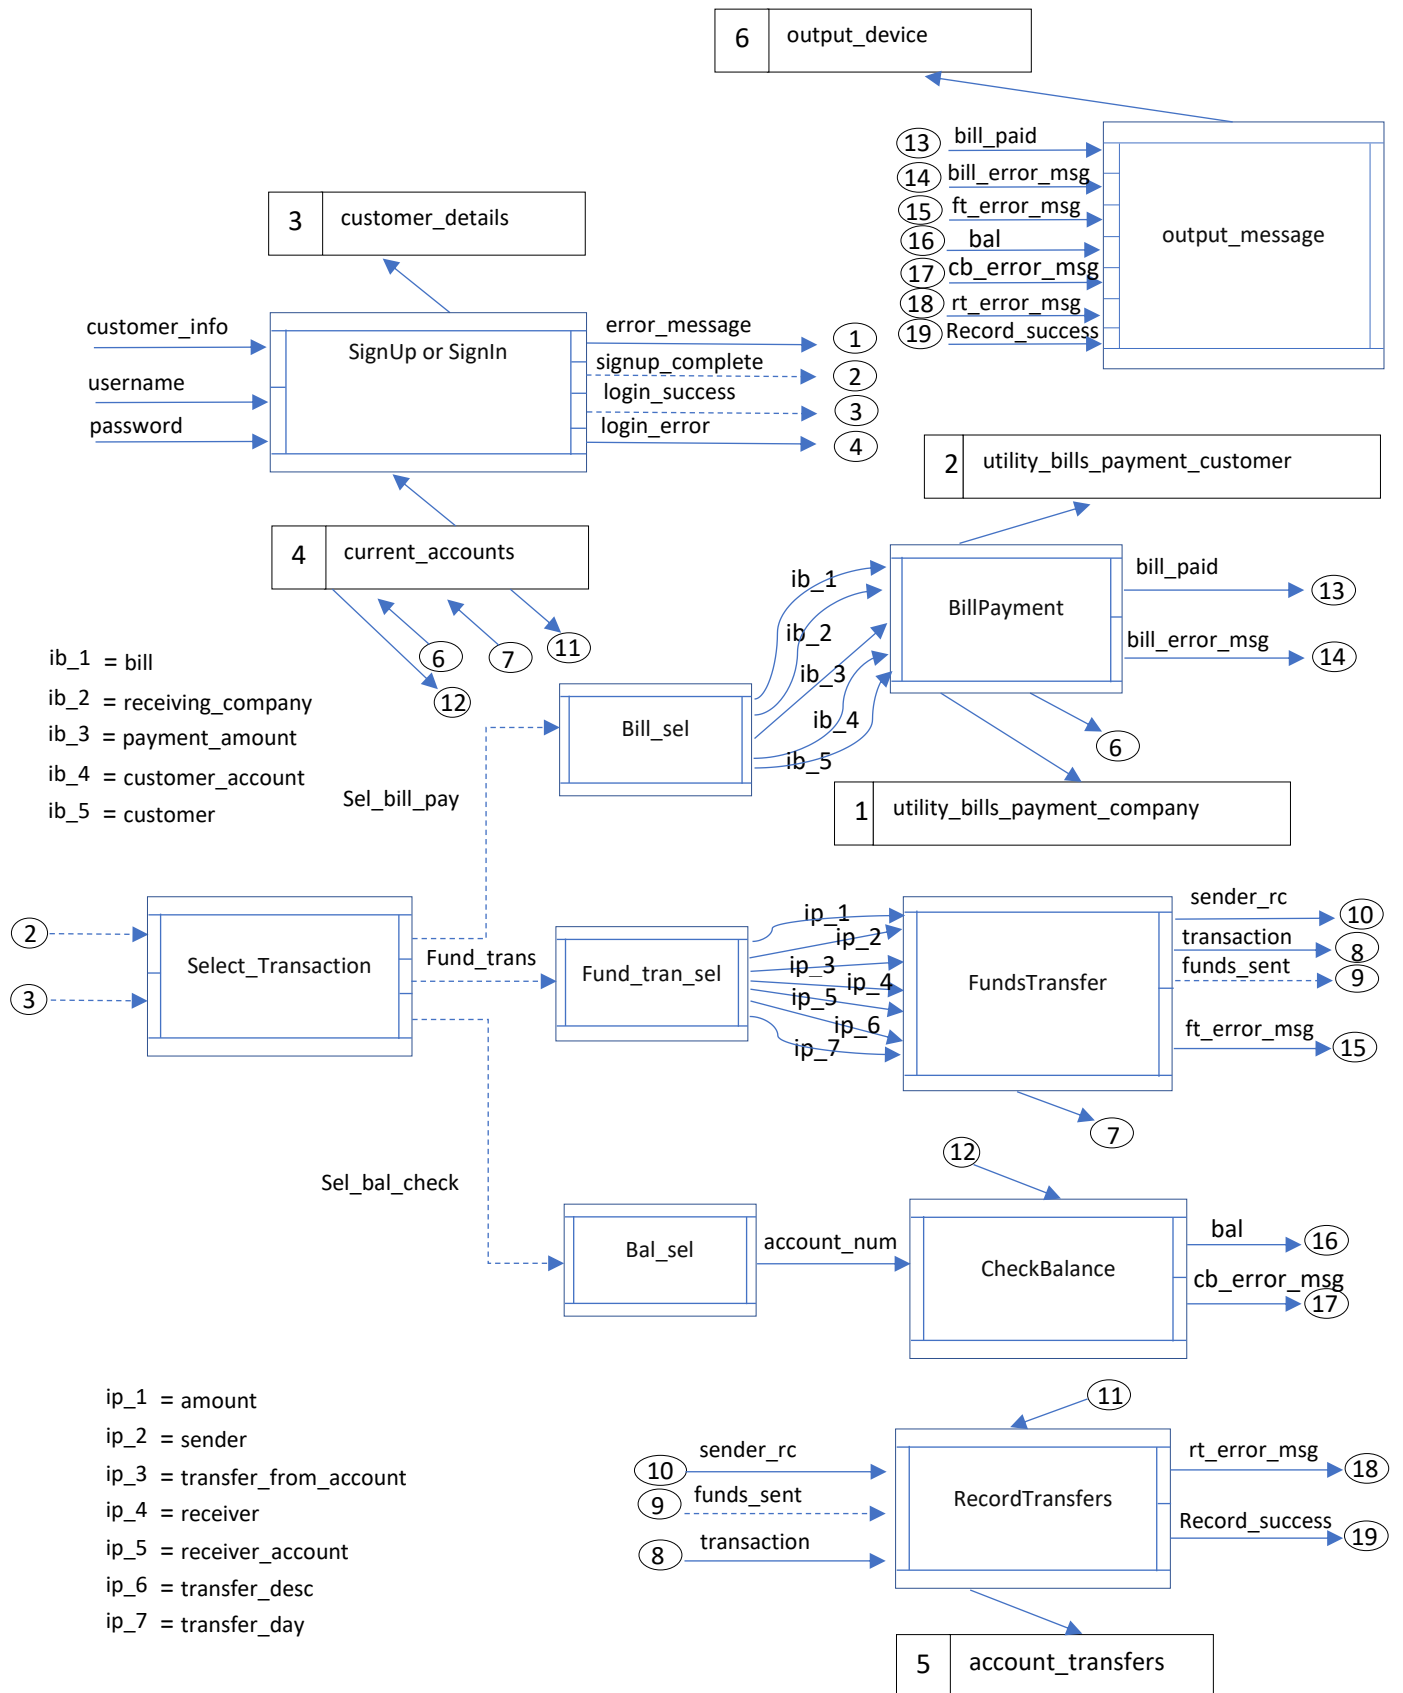 6 output_device
13 bill_paid
14 bill_error_msg
15 ft_error_msg
16 bal
17 cb_error_msg
18 rt_error_msg
19 Record_success
output_message
3 customer_details
customer_info
username
password
SignUp or SignIn
error_message 1
signup_complete 2
login_success 3
login_error 4
4 current_accounts
6
7
11
12
2 utility_bills_payment_customer
ib_1 = bill
ib_2 = receiving_company
ib_3 = payment_amount
ib_4 = customer_account
ib_5 = customer
Bill_sel
ib_1
ib_2
ib_3
ib_4
ib_5
BillPayment
bill_paid 13
bill_error_msg 14
6
1 utility_bills_payment_company
Sel_bill_pay
2
3
Select_Transaction
Fund_trans
Fund_tran_sel
ip_1
ip_2
ip_3
ip_4
ip_5
ip_6
ip_7
FundsTransfer
sender_rc 10
transaction 8
funds_sent 9
ft_error_msg 15
7
12
Sel_bal_check
Bal_sel
account_num
CheckBalance
bal 16
cb_error_msg 17
ip_1 = amount
ip_2 = sender
ip_3 = transfer_from_account
ip_4 = receiver
ip_5 = receiver_account
ip_6 = transfer_desc
ip_7 = transfer_day
11
10 sender_rc
9 funds_sent
8 transaction
RecordTransfers
rt_error_msg 18
Record_success 19
5 account_transfers